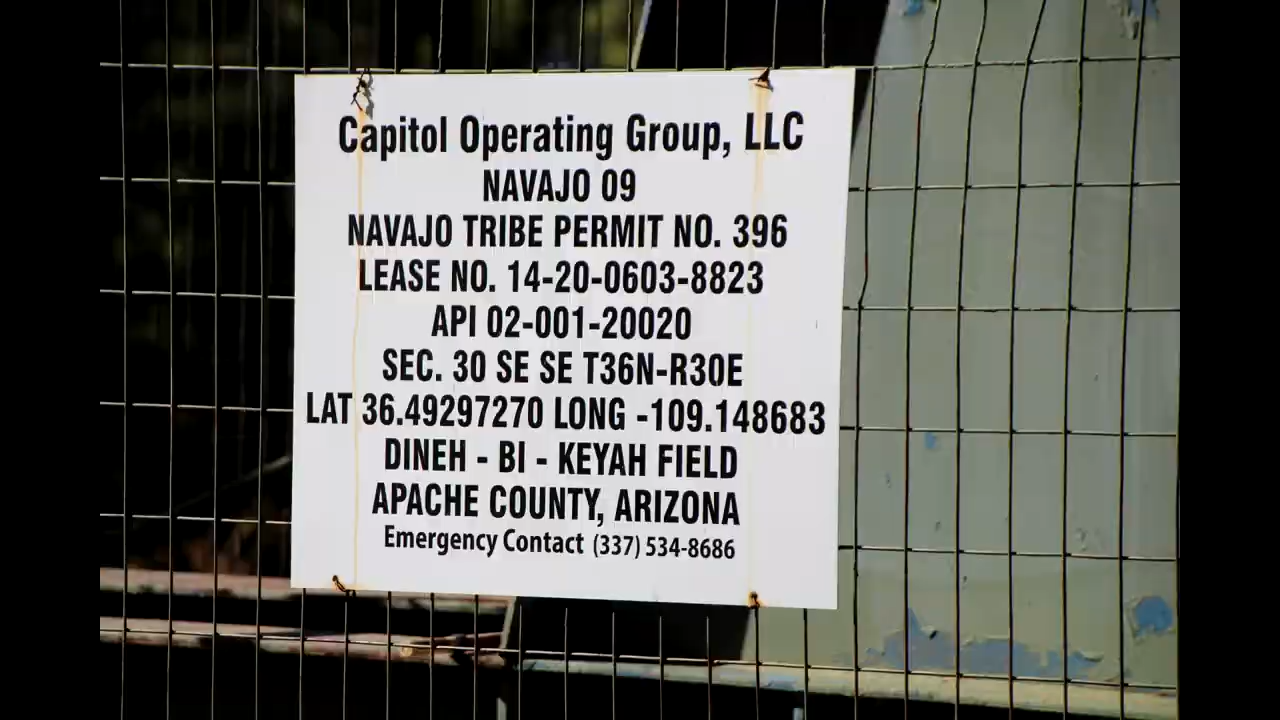 Capitol Operating Group, LLC
NAVAJO 09
NAVAJO TRIBE PERMIT NO. 396
LEASE NO. 14-20-0603-8823
API 02-001-20020
SEC. 30 SE SE T36N-R30E
LAT 36.49297270 LONG -109.148683
DINEH - BI - KEYAH FIELD
APACHE COUNTY, ARIZONA
Emergency Contact (337) 534-8686